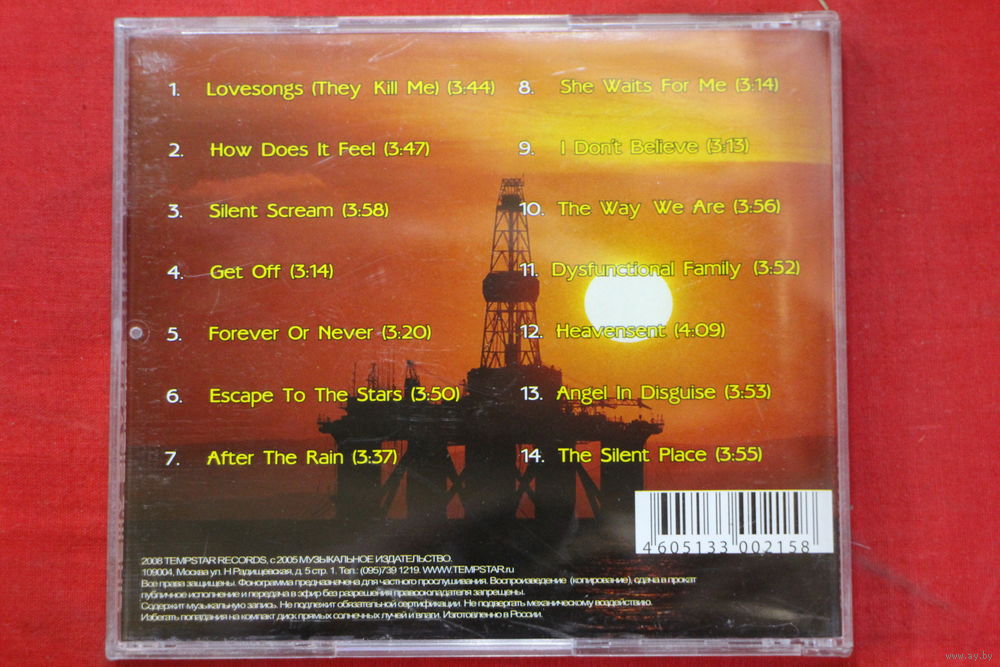 1. Lovesongs (They Kill Me) (3:44)
2. How Does It Feel (3:47)
3. Silent Scream (3:58)
4. Get Off (3:14)
5. Forever Or Never (3:20)
6. Escape To The Stars (3:50)
7. After The Rain (3:37)
8. She Waits For Me (3:14)
9. I Don't Believe (3:13)
10. The Way We Are (3:56)
11. Dysfunctional Family (3:52)
12. Heavensent (4:09)
13. Angel In Disguise (3:53)
14. The Silent Place (3:55)
4 605133 002158
2008 TEMPSTAR RECORDS, c 2005 МУЗЫКАЛЬНОЕ ИЗДАТЕЛЬСТВО.
109004, Москва ул. Н.Радищевская, д. 5 стр. 1. Тел.: (095)739 1219. WWW.TEMPSTAR.ru
Все права защищены. Фонограмма предназначена для частного прослушивания. Воспроизведение (копирование), сдача в прокат
публичное исполнение и передача в эфир без разрешения правообладателя запрещены.
Содержит музыкальную запись. Не подлежит обязательной сертификации. Не подвергать механическому воздействию.
Избегать попадания на компакт диск прямых солнечных лучей и влаги. Изготовлено в России.
www.ay.by